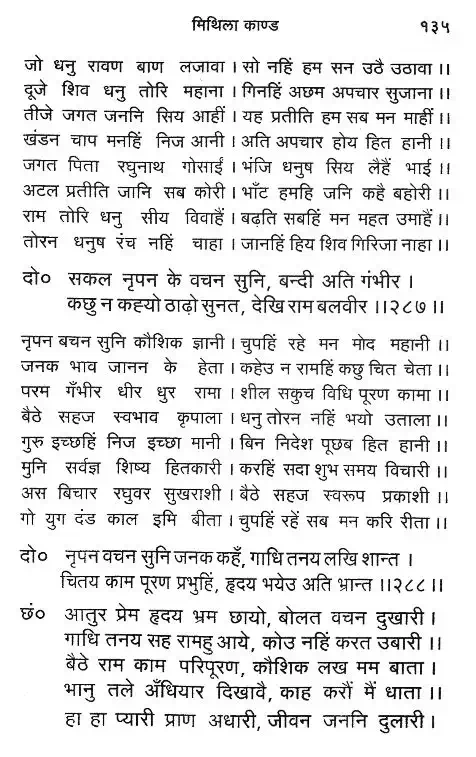 मिथिला काण्ड १३५
जो धनु रावण बाण लजावा । सो नहिं हम सन उठै उठावा ।।
दूजे शिव धनु तोरि महाना । गिनहिं अछम अपचार सुजाना ।।
तीजे जगत जननि सिय आहीं । यह प्रतीति हम सब मन माहीं ।।
खंडन चाप मनहिं निज आनी । अति अपचार होय हित हानी ।।
जगत पिता रघुनाथ गोसाईं । भंजि धनुष सिय लैहैं भाई ।।
अटल प्रतीति जानि सब कोरी । भाँट हमहि जनि कहै बहोरी ।।
राम तोरि धनु सीय विवाहैं । बढ़ति सबहिं मन महत उमाहैं ।।
तोरन धनुष रंच नहिं चाहा । जानहिं हिय शिव गिरिजा नाहा ।।
दो० सकल नृपन के वचन सुनि, बन्दी अति गंभीर ।
कछु न कह्यो ठाढ़ो सुनत, देखि राम बलवीर ।।२८७ ।।
नृपन बचन सुनि कौशिक ज्ञानी । चुपहिं रहे मन मोद महानी ।।
जनक भाव जानन के हेता । कहेउ न रामहिं कछु चित चेता ।।
परम गँभीर धीर धुर रामा । शील सकुच विधि पूरण कामा ।।
बैठे सहज स्वभाव कृपाला । धनु तोरन नहिं भयो उताला ।।
गुरु इच्छहिं निज इच्छा मानी । बिन निदेश पूछब हित हानी ।।
मुनि सर्वज्ञ शिष्य हितकारी । करहिं सदा शुभ समय विचारी ।।
अस बिचार रघुवर सुखराशी । बैठे सहज स्वरूप प्रकाशी ।।
गो युग दंड काल इमि बीता । चुपहिं रहें सब मन करि रीता ।।
दो० नृपन वचन सुनि जनक कहँ, गाधि तनय लखि शान्त ।
चितय काम पूरण प्रभुहिं, हृदय भयेउ अति भ्रान्त ।।२८८ ।।
छं० आतुर प्रेम हृदय भ्रम छायो, बोलत वचन दुखारी ।
गाधि तनय सह रामहु आये, कोउ नहिं करत उबारी ।।
बैठे राम काम परिपूरण, कौशिक लख मम बाता ।
भानु तले अँधियार दिखावै, काह करौं मैं धाता ।।
हा हा प्यारी प्राण अधारी, जीवन जननि दुलारी ।